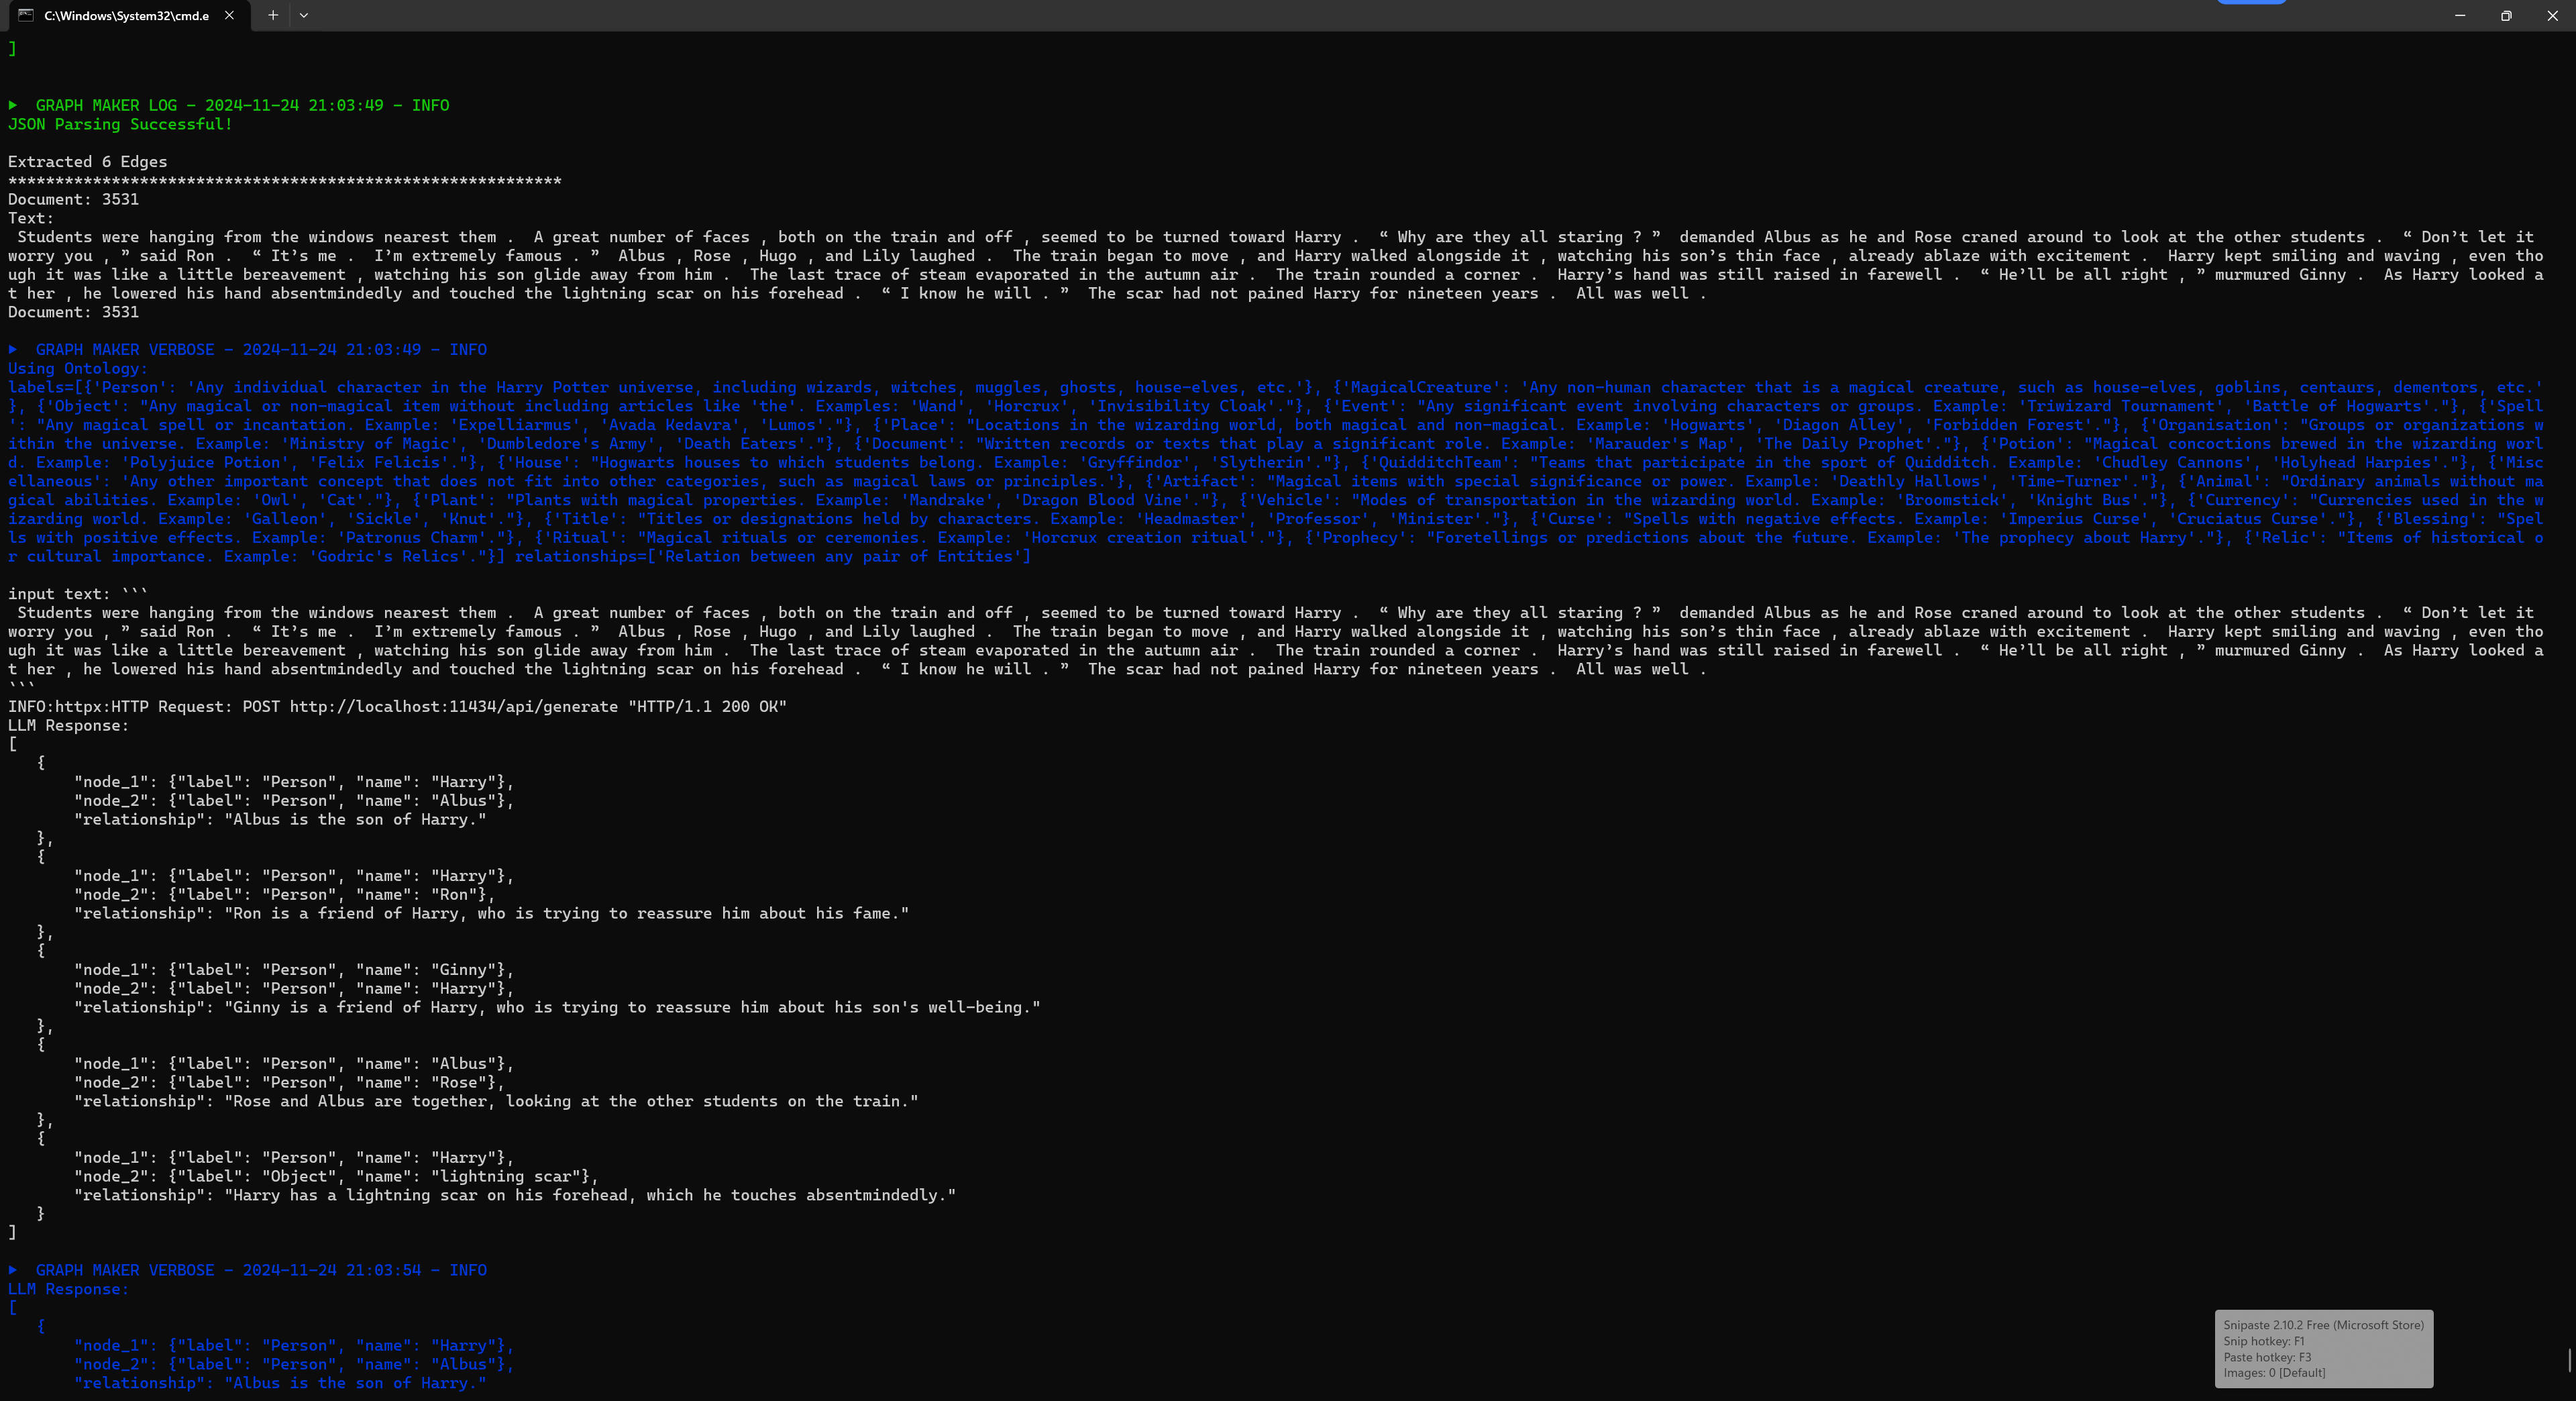 C:\Windows\System32\cmd.e
]
▶  GRAPH MAKER LOG - 2024-11-24 21:03:49 - INFO
JSON Parsing Successful!
Extracted 6 Edges
***********************************************************
Document: 3531
Text:
 Students were hanging from the windows nearest them .  A great number of faces , both on the train and off , seemed to be turned toward Harry .  “ Why are they all staring ? ”  demanded Albus as he and Rose craned around to look at the other students .  “ Don’t let it
worry you , ” said Ron .  “ It’s me .  I’m extremely famous . ”  Albus , Rose , Hugo , and Lily laughed .  The train began to move , and Harry walked alongside it , watching his son’s thin face , already ablaze with excitement .  Harry kept smiling and waving , even tho
ugh it was like a little bereavement , watching his son glide away from him .  The last trace of steam evaporated in the autumn air .  The train rounded a corner .  Harry’s hand was still raised in farewell .  “ He’ll be all right , ” murmured Ginny .  As Harry looked a
t her , he lowered his hand absentmindedly and touched the lightning scar on his forehead .  “ I know he will . ”  The scar had not pained Harry for nineteen years .  All was well .
Document: 3531
▶  GRAPH MAKER VERBOSE - 2024-11-24 21:03:49 - INFO
Using Ontology:
labels=[{'Person': 'Any individual character in the Harry Potter universe, including wizards, witches, muggles, ghosts, house-elves, etc.'}, {'MagicalCreature': 'Any non-human character that is a magical creature, such as house-elves, goblins, centaurs, dementors, etc.'
}, {'Object': "Any magical or non-magical item without including articles like 'the'. Examples: 'Wand', 'Horcrux', 'Invisibility Cloak'."}, {'Event': "Any significant event involving characters or groups. Example: 'Triwizard Tournament', 'Battle of Hogwarts'."}, {'Spell
': "Any magical spell or incantation. Example: 'Expelliarmus', 'Avada Kedavra', 'Lumos'."}, {'Place': "Locations in the wizarding world, both magical and non-magical. Example: 'Hogwarts', 'Diagon Alley', 'Forbidden Forest'."}, {'Organisation': "Groups or organizations w
ithin the universe. Example: 'Ministry of Magic', 'Dumbledore's Army', 'Death Eaters'."}, {'Document': "Written records or texts that play a significant role. Example: 'Marauder's Map', 'The Daily Prophet'."}, {'Potion': "Magical concoctions brewed in the wizarding worl
d. Example: 'Polyjuice Potion', 'Felix Felicis'."}, {'House': "Hogwarts houses to which students belong. Example: 'Gryffindor', 'Slytherin'."}, {'QuidditchTeam': "Teams that participate in the sport of Quidditch. Example: 'Chudley Cannons', 'Holyhead Harpies'."}, {'Misc
ellaneous': 'Any other important concept that does not fit into other categories, such as magical laws or principles.'}, {'Artifact': "Magical items with special significance or power. Example: 'Deathly Hallows', 'Time-Turner'."}, {'Animal': "Ordinary animals without ma
gical abilities. Example: 'Owl', 'Cat'."}, {'Plant': "Plants with magical properties. Example: 'Mandrake', 'Dragon Blood Vine'."}, {'Vehicle': "Modes of transportation in the wizarding world. Example: 'Broomstick', 'Knight Bus'."}, {'Currency': "Currencies used in the w
izarding world. Example: 'Galleon', 'Sickle', 'Knut'."}, {'Title': "Titles or designations held by characters. Example: 'Headmaster', 'Professor', 'Minister'."}, {'Curse': "Spells with negative effects. Example: 'Imperius Curse', 'Cruciatus Curse'."}, {'Blessing': "Spel
ls with positive effects. Example: 'Patronus Charm'."}, {'Ritual': "Magical rituals or ceremonies. Example: 'Horcrux creation ritual'."}, {'Prophecy': "Foretellings or predictions about the future. Example: 'The prophecy about Harry'."}, {'Relic': "Items of historical o
r cultural importance. Example: 'Godric's Relics'."}] relationships=['Relation between any pair of Entities']
input text: ```
 Students were hanging from the windows nearest them .  A great number of faces , both on the train and off , seemed to be turned toward Harry .  “ Why are they all staring ? ”  demanded Albus as he and Rose craned around to look at the other students .  “ Don’t let it
worry you , ” said Ron .  “ It’s me .  I’m extremely famous . ”  Albus , Rose , Hugo , and Lily laughed .  The train began to move , and Harry walked alongside it , watching his son’s thin face , already ablaze with excitement .  Harry kept smiling and waving , even tho
ugh it was like a little bereavement , watching his son glide away from him .  The last trace of steam evaporated in the autumn air .  The train rounded a corner .  Harry’s hand was still raised in farewell .  “ He’ll be all right , ” murmured Ginny .  As Harry looked a
t her , he lowered his hand absentmindedly and touched the lightning scar on his forehead .  “ I know he will . ”  The scar had not pained Harry for nineteen years .  All was well .
```
INFO:httpx:HTTP Request: POST http://localhost:11434/api/generate "HTTP/1.1 200 OK"
LLM Response:
[
   {
       "node_1": {"label": "Person", "name": "Harry"},
       "node_2": {"label": "Person", "name": "Albus"},
       "relationship": "Albus is the son of Harry."
   },
   {
       "node_1": {"label": "Person", "name": "Harry"},
       "node_2": {"label": "Person", "name": "Ron"},
       "relationship": "Ron is a friend of Harry, who is trying to reassure him about his fame."
   },
   {
       "node_1": {"label": "Person", "name": "Ginny"},
       "node_2": {"label": "Person", "name": "Harry"},
       "relationship": "Ginny is a friend of Harry, who is trying to reassure him about his son's well-being."
   },
   {
       "node_1": {"label": "Person", "name": "Albus"},
       "node_2": {"label": "Person", "name": "Rose"},
       "relationship": "Rose and Albus are together, looking at the other students on the train."
   },
   {
       "node_1": {"label": "Person", "name": "Harry"},
       "node_2": {"label": "Object", "name": "lightning scar"},
       "relationship": "Harry has a lightning scar on his forehead, which he touches absentmindedly."
   }
]
▶  GRAPH MAKER VERBOSE - 2024-11-24 21:03:54 - INFO
LLM Response:
[
   {
       "node_1": {"label": "Person", "name": "Harry"},
       "node_2": {"label": "Person", "name": "Albus"},
       "relationship": "Albus is the son of Harry."
Snipaste 2.10.2 Free (Microsoft Store)
Snip hotkey: F1
Paste hotkey: F3
Images: 0 [Default]